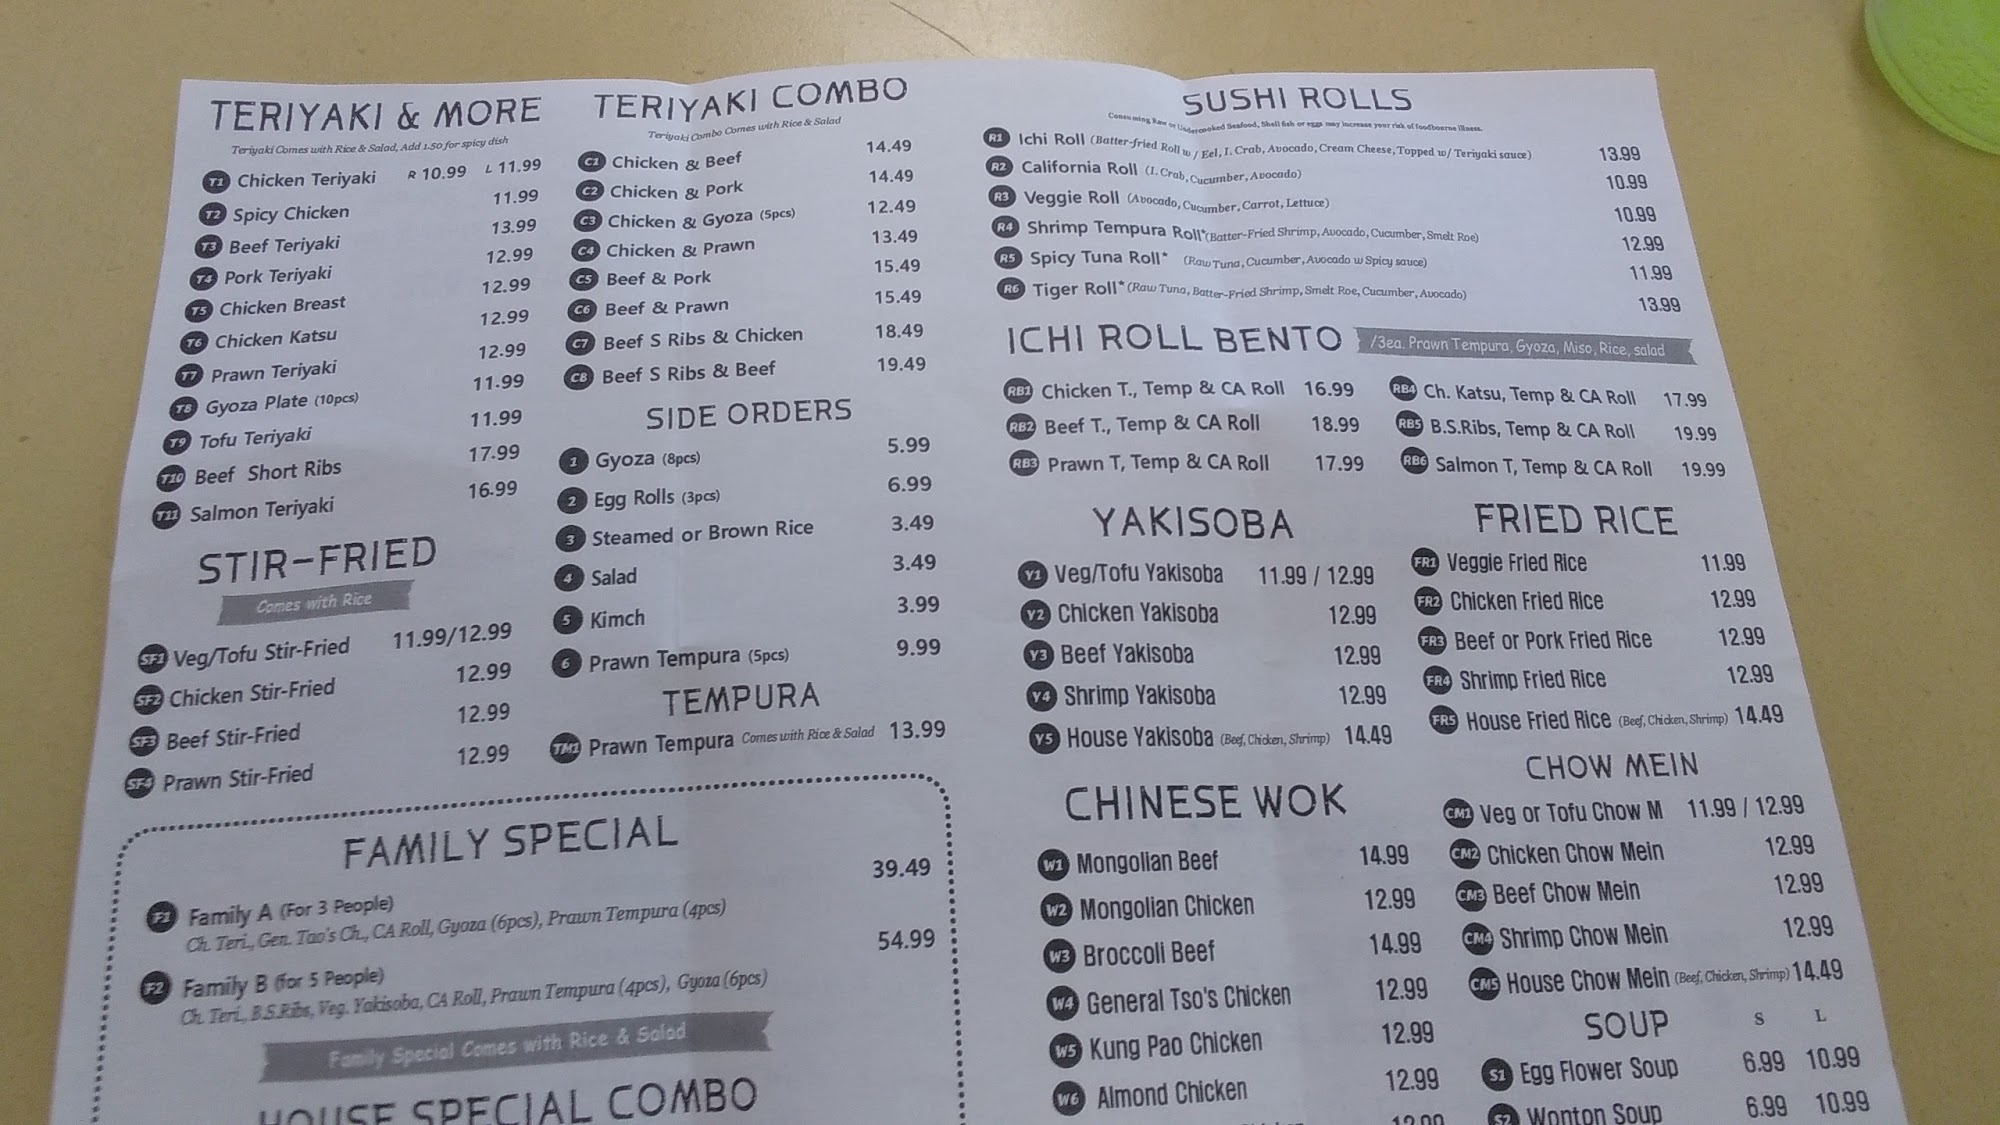 TERIYAKI & MORE
Teriyaki Comes with Rice & Salad, Add 1.50 for spicy dish
T1 Chicken Teriyaki R 10.99 L 11.99
T2 Spicy Chicken 11.99
T3 Beef Teriyaki 13.99
T4 Pork Teriyaki 12.99
T5 Chicken Breast 12.99
T6 Chicken Katsu 12.99
T7 Prawn Teriyaki 12.99
T8 Gyoza Plate (10pcs) 11.99
T9 Tofu Teriyaki 11.99
T10 Beef Short Ribs 17.99
T11 Salmon Teriyaki 16.99
STIR-FRIED
Comes with Rice
SF1 Veg/Tofu Stir-Fried 11.99/12.99
SF2 Chicken Stir-Fried 12.99
SF3 Beef Stir-Fried 12.99
SF4 Prawn Stir-Fried 12.99
TERIYAKI COMBO
Teriyaki Combo Comes with Rice & Salad
C1 Chicken & Beef 14.49
C2 Chicken & Pork 14.49
C3 Chicken & Gyoza (5pcs) 12.49
C4 Chicken & Prawn 13.49
C5 Beef & Pork 15.49
C6 Beef & Prawn 15.49
C7 Beef S Ribs & Chicken 18.49
C8 Beef S Ribs & Beef 19.49
SIDE ORDERS
1 Gyoza (8pcs) 5.99
2 Egg Rolls (3pcs) 6.99
3 Steamed or Brown Rice 3.49
4 Salad 3.49
5 Kimch 3.99
6 Prawn Tempura (5pcs) 9.99
TEMPURA
TM1 Prawn Tempura Comes with Rice & Salad 13.99
FAMILY SPECIAL
F1 Family A (For 3 People) 39.49
Ch. Teri., Gen. Tao's Ch., CA Roll, Gyoza (6pcs), Prawn Tempura (4pcs)
F2 Family B (for 5 People) 54.99
Ch. Teri., B.S.Ribs, Veg. Yakisoba, CA Roll, Prawn Tempura (4pcs), Gyoza (6pcs)
Family Special Comes with Rice & Salad
HOUSE SPECIAL COMBO
SUSHI ROLLS
Consuming Raw or Undercooked Seafood, Shell fish or eggs may increase your risk of foodbourne illness.
R1 Ichi Roll (Batter-fried Roll w/ Eel, I. Crab, Avocado, Cream Cheese, Topped w/ Teriyaki sauce) 13.99
R2 California Roll (I. Crab, Cucumber, Avocado) 10.99
R3 Veggie Roll (Avocado, Cucumber, Carrot, Lettuce) 10.99
R4 Shrimp Tempura Roll* (Batter-Fried Shrimp, Avocado, Cucumber, Smelt Roe) 12.99
R5 Spicy Tuna Roll* (Raw Tuna, Cucumber, Avocado w Spicy sauce) 11.99
R6 Tiger Roll* (Raw Tuna, Batter-Fried Shrimp, Smelt Roe, Cucumber, Avocado) 13.99
ICHI ROLL BENTO /3ea. Prawn Tempura, Gyoza, Miso, Rice, salad
RB1 Chicken T., Temp & CA Roll 16.99
RB2 Beef T., Temp & CA Roll 18.99
RB3 Prawn T, Temp & CA Roll 17.99
RB4 Ch. Katsu, Temp & CA Roll 17.99
RB5 B.S.Ribs, Temp & CA Roll 19.99
RB6 Salmon T, Temp & CA Roll 19.99
YAKISOBA
Y1 Veg/Tofu Yakisoba 11.99 / 12.99
Y2 Chicken Yakisoba 12.99
Y3 Beef Yakisoba 12.99
Y4 Shrimp Yakisoba 12.99
Y5 House Yakisoba (Beef, Chicken, Shrimp) 14.49
CHINESE WOK
W1 Mongolian Beef 14.99
W2 Mongolian Chicken 12.99
W3 Broccoli Beef 14.99
W4 General Tso's Chicken 12.99
W5 Kung Pao Chicken 12.99
W6 Almond Chicken 12.99
FRIED RICE
FR1 Veggie Fried Rice 11.99
FR2 Chicken Fried Rice 12.99
FR3 Beef or Pork Fried Rice 12.99
FR4 Shrimp Fried Rice 12.99
FR5 House Fried Rice (Beef, Chicken, Shrimp) 14.49
CHOW MEIN
CM1 Veg or Tofu Chow M 11.99 / 12.99
CM2 Chicken Chow Mein 12.99
CM3 Beef Chow Mein 12.99
CM4 Shrimp Chow Mein 12.99
CM5 House Chow Mein (Beef, Chicken, Shrimp) 14.49
SOUP S L
S1 Egg Flower Soup 6.99 10.99
S2 Wonton Soup 6.99 10.99